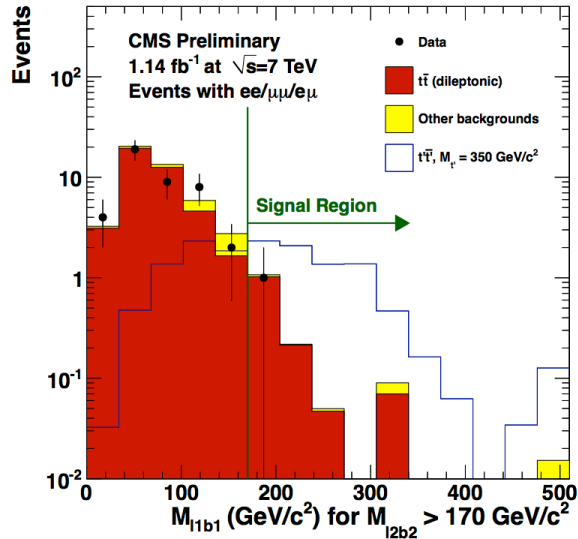 Events
CMS Preliminary
1.14 fb⁻¹ at √s=7 TeV
Events with ee/μμ/eμ
Data
tt̄ (dileptonic)
Other backgrounds
t't̄', M_t' = 350 GeV/c²
Signal Region
10²
10
1
10⁻¹
10⁻²
0 100 200 300 400 500
M_l1b1 (GeV/c²) for M_l2b2 > 170 GeV/c²